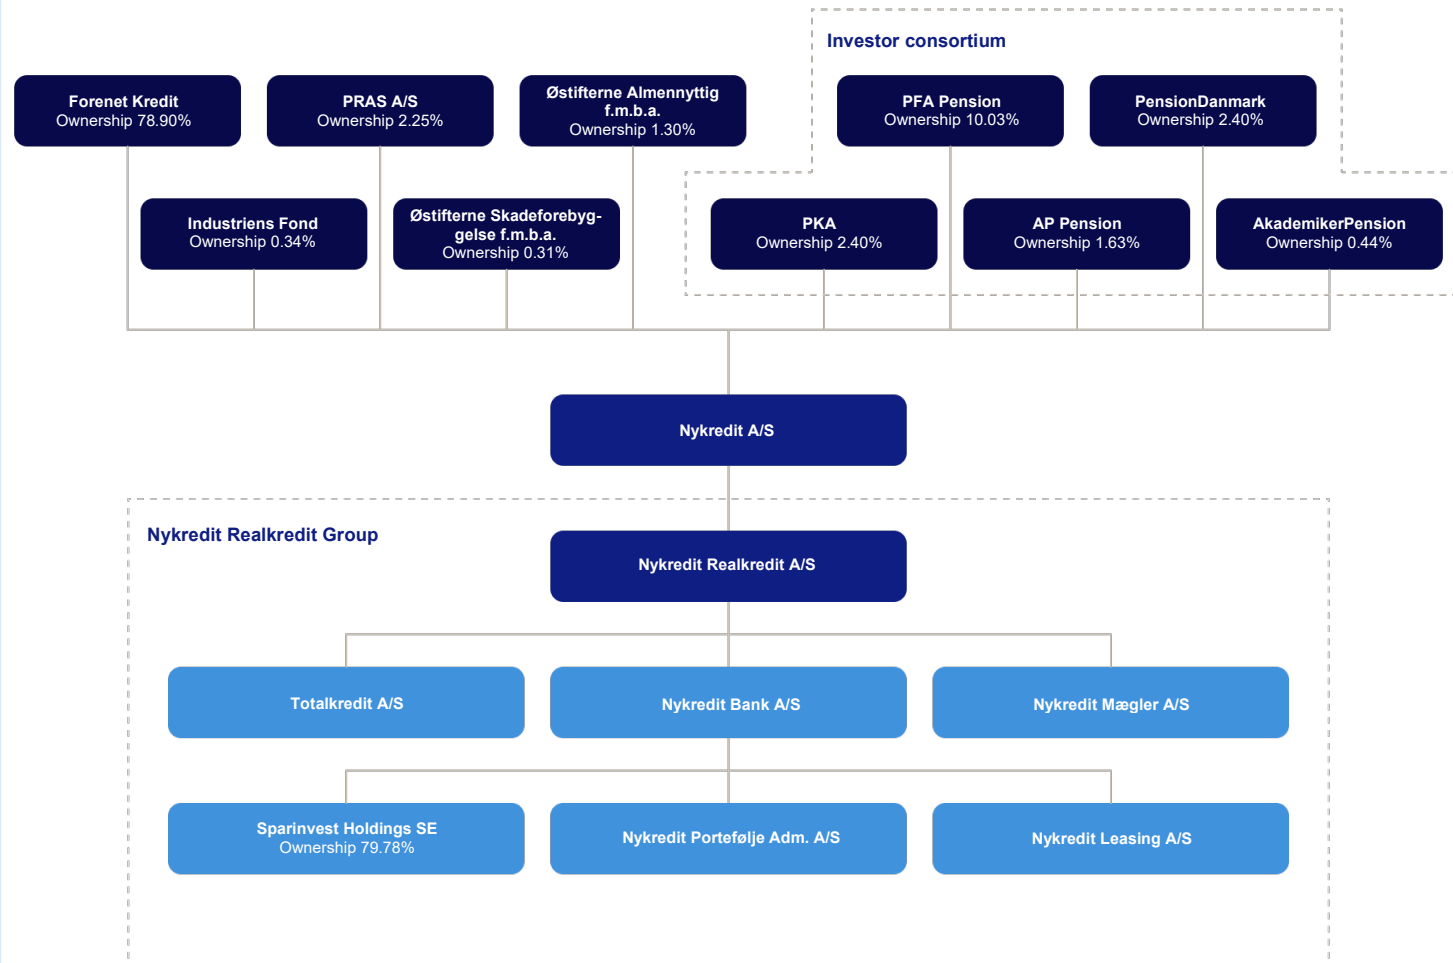 Investor consortium
Forenet Kredit
Ownership 78.90%
PRAS A/S
Ownership 2.25%
Østifterne Almennyttig
f.m.b.a.
Ownership 1.30%
PFA Pension
Ownership 10.03%
PensionDanmark
Ownership 2.40%
Industriens Fond
Ownership 0.34%
Østifterne Skadeforebyg-
gelse f.m.b.a.
Ownership 0.31%
PKA
Ownership 2.40%
AP Pension
Ownership 1.63%
AkademikerPension
Ownership 0.44%
Nykredit A/S
Nykredit Realkredit Group
Nykredit Realkredit A/S
Totalkredit A/S
Nykredit Bank A/S
Nykredit Mægler A/S
Sparinvest Holdings SE
Ownership 79.78%
Nykredit Portefølje Adm. A/S
Nykredit Leasing A/S